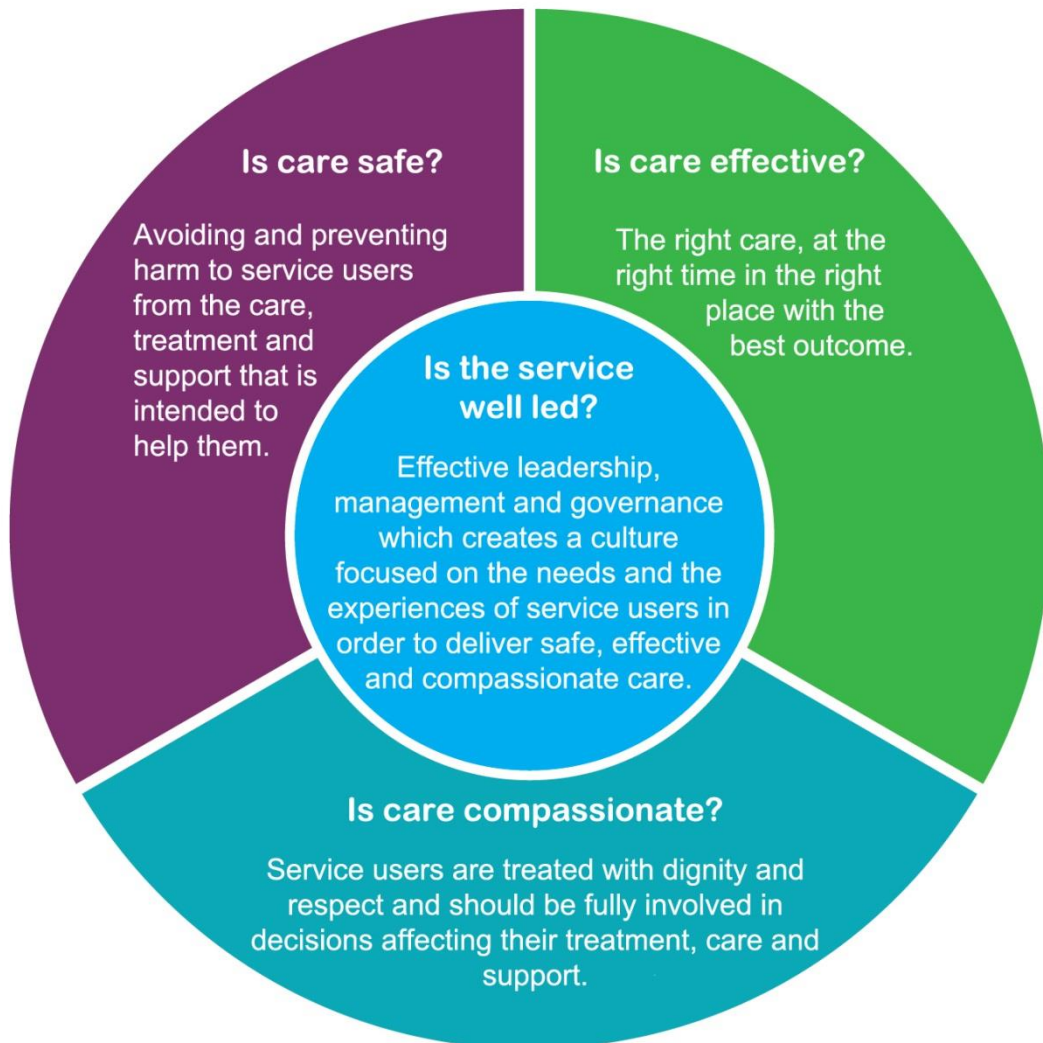 Is care safe?
Avoiding and preventing
harm to service users
from the care,
treatment and
support that is
intended to
help them.
Is care effective?
The right care, at the
right time in the right
place with the
best outcome.
Is the service
well led?
Effective leadership,
management and governance
which creates a culture
focused on the needs and the
experiences of service users in
order to deliver safe, effective
and compassionate care.
Is care compassionate?
Service users are treated with dignity and
respect and should be fully involved in
decisions affecting their treatment, care and
support.